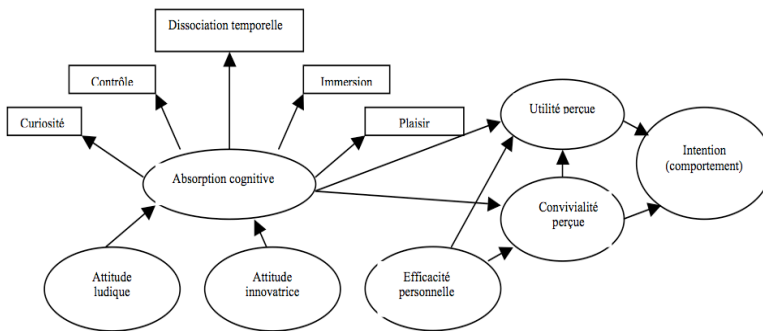 Dissociation temporelle
Contrôle
Immersion
Curiosité
Plaisir
Utilité perçue
Absorption cognitive
Intention
(comportement)
Convivialité
perçue
Attitude
ludique
Attitude
innovatrice
Efficacité
personnelle